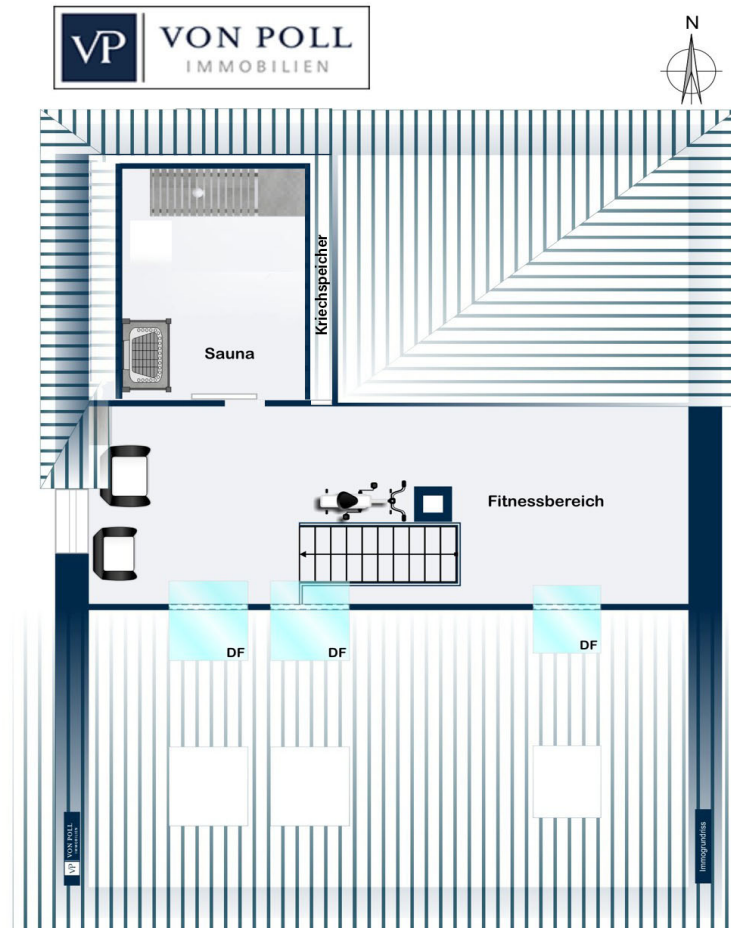 VP VON POLL
IMMOBILIEN
N
Kriechspeicher
Sauna
Fitnessbereich
DF
DF
DF
VP VON POLL
IMMOBILIEN
Immogrundriss